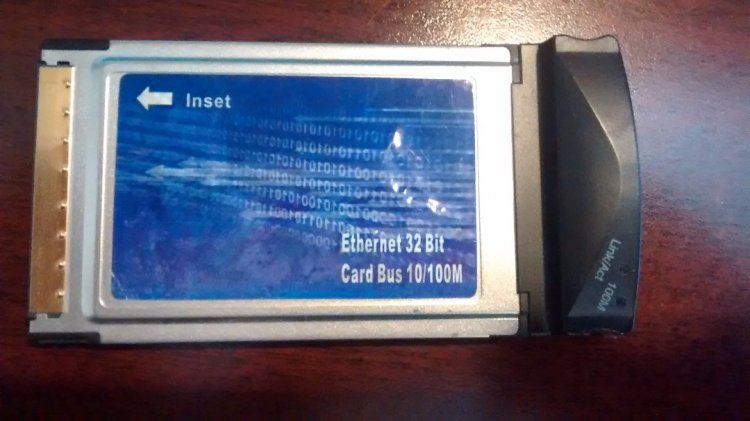 Inset
Ethernet 32 Bit
Card Bus 10/100M
Link/Act 100M